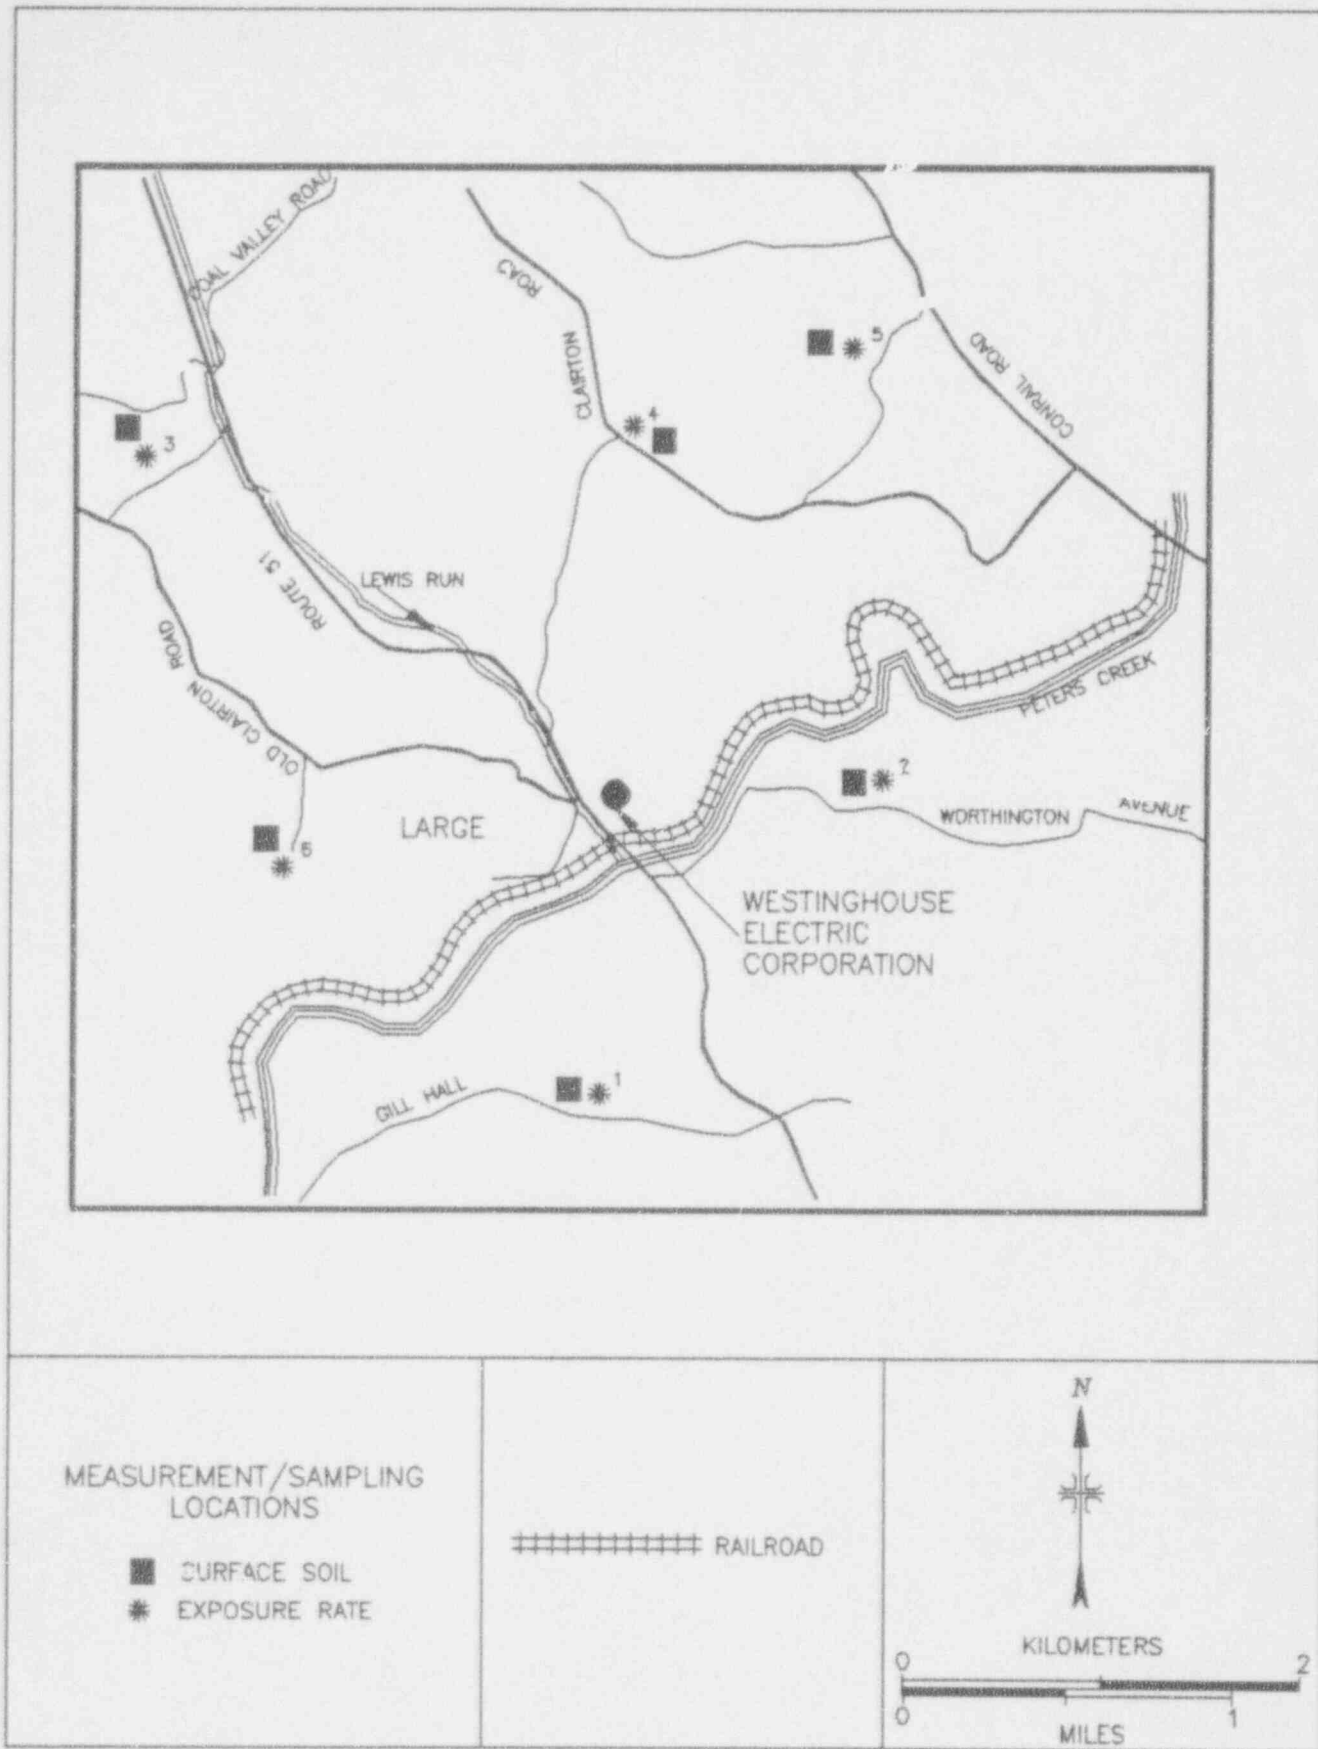 COAL VALLEY ROAD
ROAD
CLAIRTON
CONRAIL ROAD
5
4
3
ROUTE 51
LEWIS RUN
OLD CLAIRTON
ROAD
PETERS CREEK
2
WORTHINGTON
AVENUE
LARGE
6
WESTINGHOUSE
ELECTRIC
CORPORATION
GILL HALL
1
MEASUREMENT/SAMPLING
LOCATIONS
SURFACE SOIL
EXPOSURE RATE
RAILROAD
N
KILOMETERS
0
2
0
1
MILES